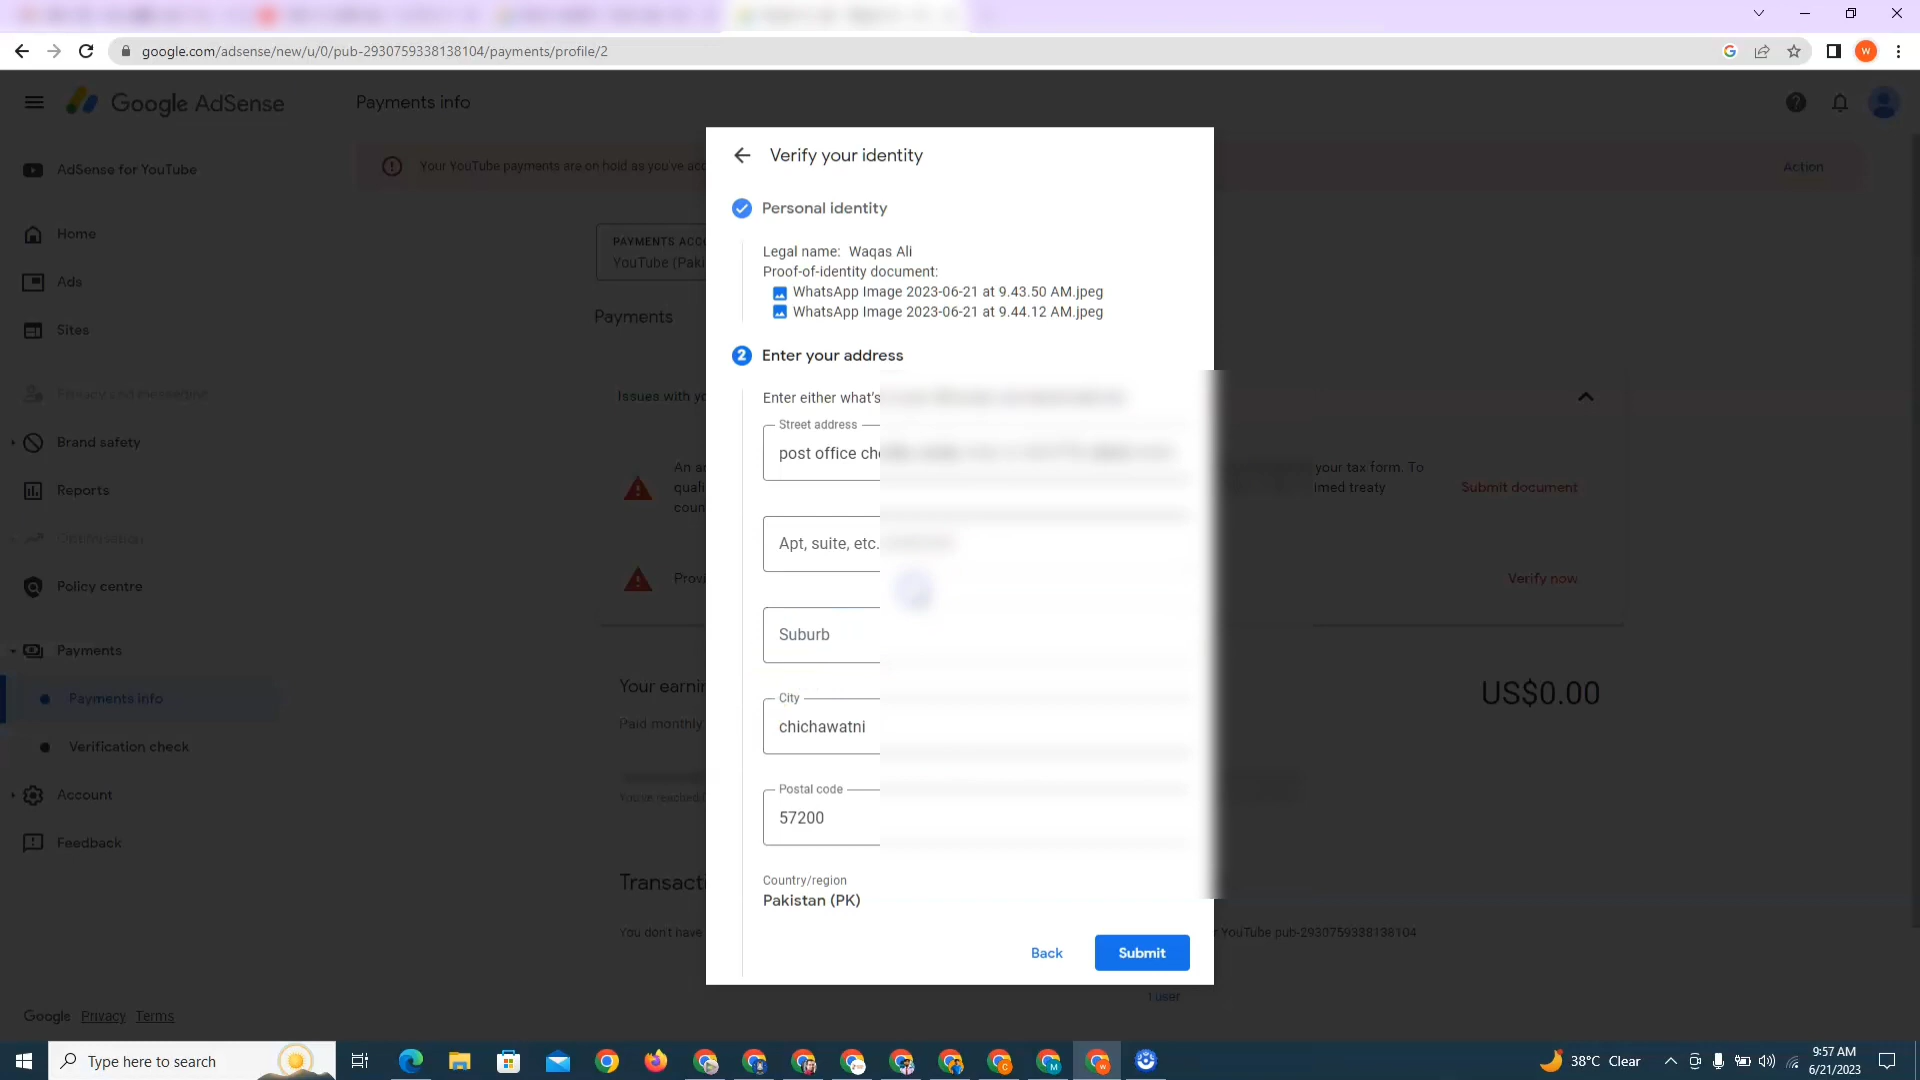 google.com/adsense/new/u/0/pub-2930759338138104/payments/profile/2
W
Google AdSense
Payments info
AdSense for YouTube
Your YouTube payments are on hold as you've acc
Action
Home
Ads
Sites
Brand safety
Reports
Optimisation
Policy centre
Payments
Payments info
Verification check
Account
Feedback
Google Privacy Terms
PAYMENTS ACCO
YouTube (Paki
Payments
Issues with yo
An a
quali
coun
your tax form. To
imed treaty
Submit document
Provi
Verify now
Your earnin
Paid monthly
US$0.00
You've reached
Transact
You don't have
YouTube pub-2930759338138104
1 user
Verify your identity
Personal identity
Legal name: Waqas Ali
Proof-of-identity document:
WhatsApp Image 2023-06-21 at 9.43.50 AM.jpeg
WhatsApp Image 2023-06-21 at 9.44.12 AM.jpeg
2 Enter your address
Enter either what's
Street address
post office che
Apt, suite, etc.
Suburb
City
chichawatni
Postal code
57200
Country/region
Pakistan (PK)
Back
Submit
Type here to search
38°C Clear
9:57 AM
6/21/2023